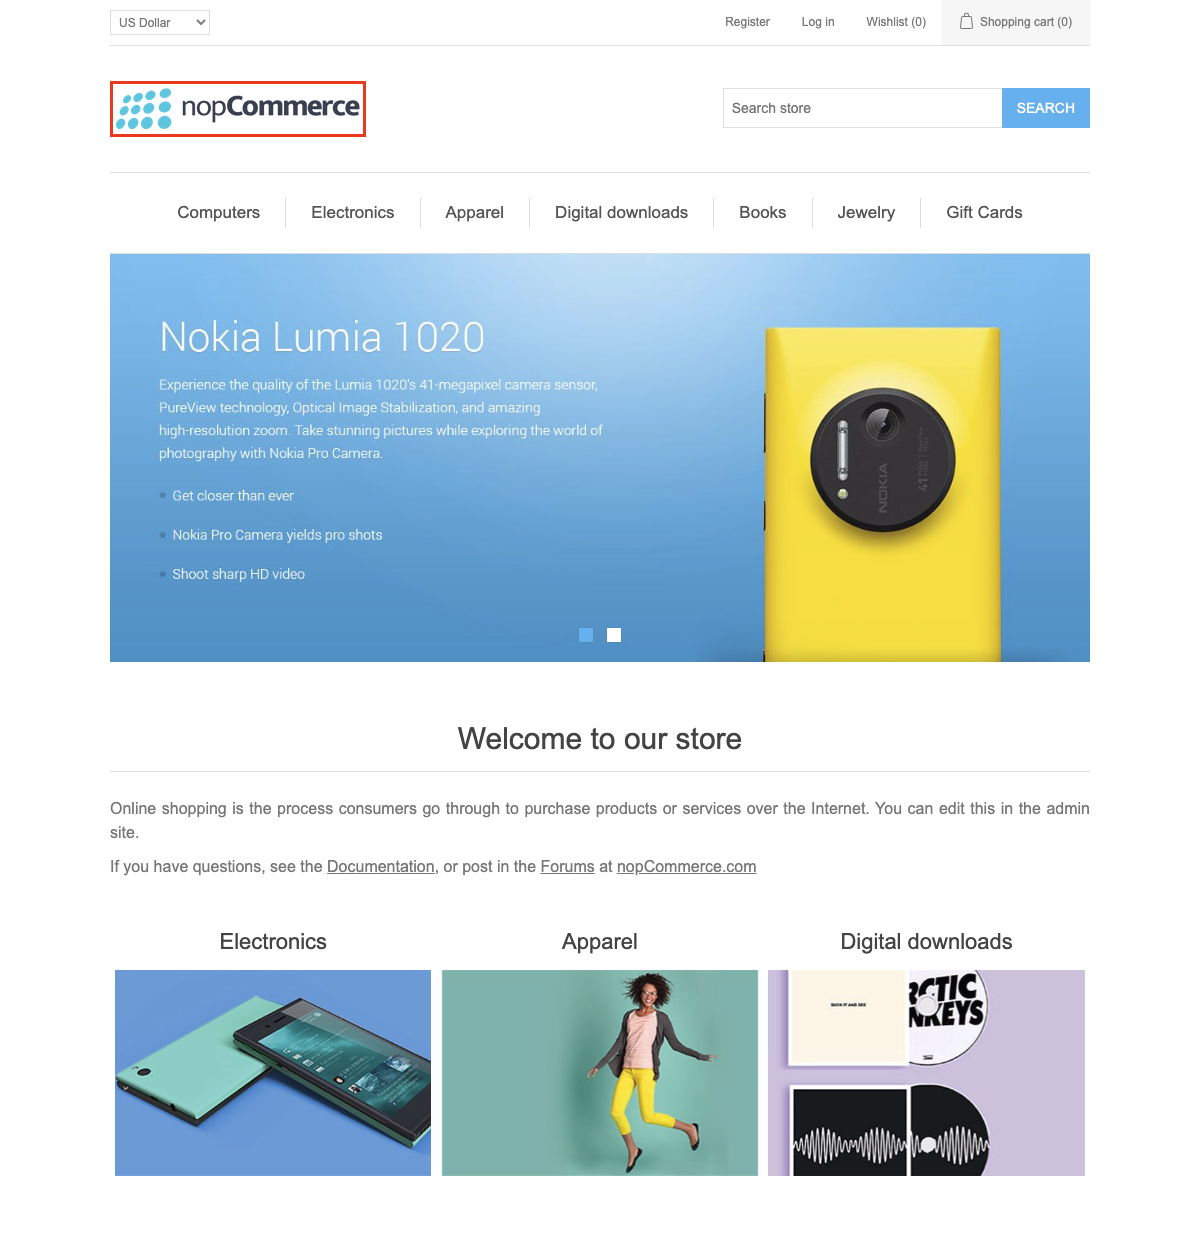 US Dollar
Register
Log in
Wishlist (0)
Shopping cart (0)
nopCommerce
Search store
SEARCH
Computers
Electronics
Apparel
Digital downloads
Books
Jewelry
Gift Cards
Nokia Lumia 1020
Experience the quality of the Lumia 1020's 41-megapixel camera sensor,
PureView technology, Optical Image Stabilization, and amazing
high-resolution zoom. Take stunning pictures while exploring the world of
photography with Nokia Pro Camera.
Get closer than ever
Nokia Pro Camera yields pro shots
Shoot sharp HD video
NOKIA
41
Welcome to our store
Online shopping is the process consumers go through to purchase products or services over the Internet. You can edit this in the admin
site.
If you have questions, see the Documentation, or post in the Forums at nopCommerce.com
Electronics
Apparel
Digital downloads
SUCK IT AND SEE